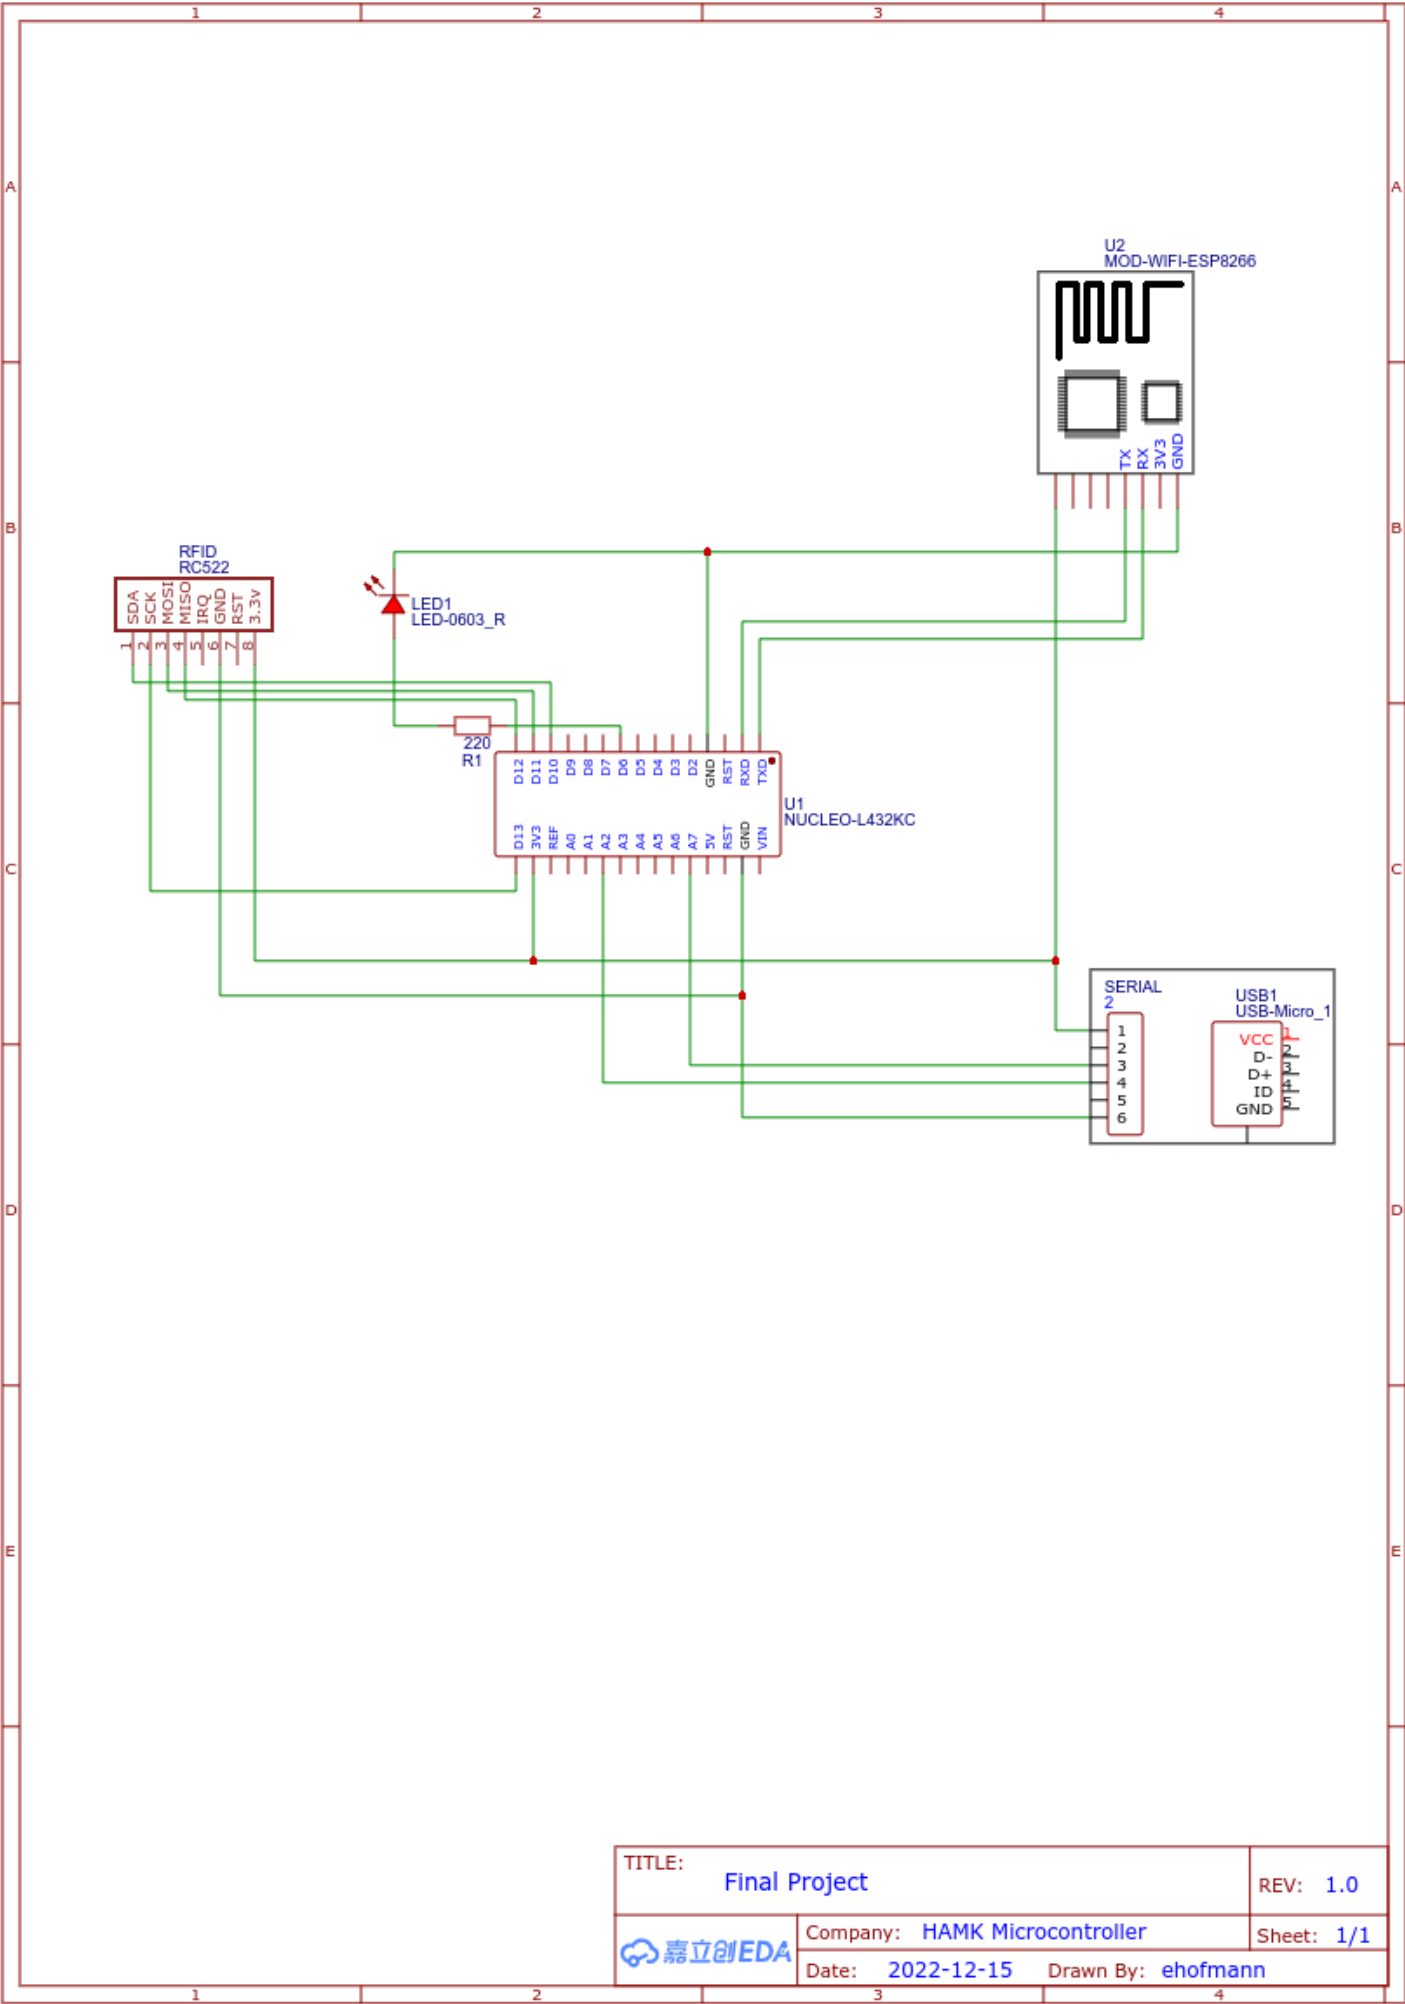 1 2 3 4
A A
U2
MOD-WIFI-ESP8266
TX RX 3V3 GND
B B
RFID
RC522
SDA SCK MOSI MISO IRQ GND RST 3.3v
1 2 3 4 5 6 7 8
LED1
LED-0603_R
220
R1
D12 D11 D10 D9 D8 D7 D6 D5 D4 D3 D2 GND RST RXD TXD
U1
NUCLEO-L432KC
D13 3V3 REF A0 A1 A2 A3 A4 A5 A6 A7 5V RST GND VIN
C C
SERIAL
2
1
2
3
4
5
6
USB1
USB-Micro_1
VCC 1
D- 2
D+ 3
ID 4
GND 5
D D
E E
TITLE:
Final Project
REV: 1.0
嘉立创EDA
Company: HAMK Microcontroller
Sheet: 1/1
Date: 2022-12-15 Drawn By: ehofmann
1 2 3 4